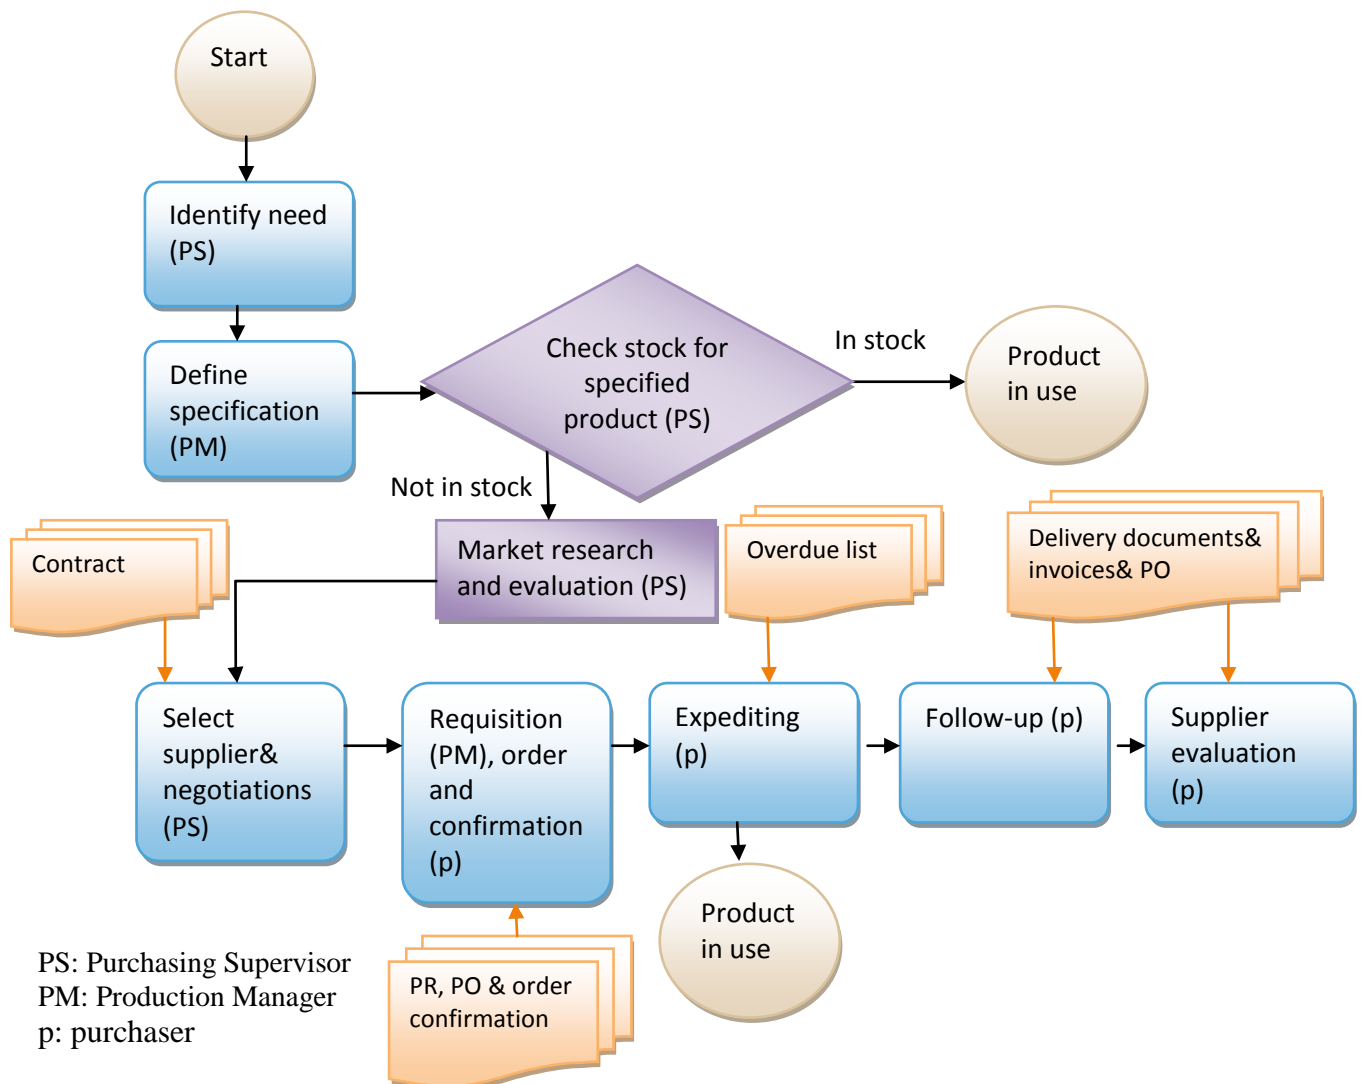 Start
Identify need
(PS)
Define
specification
(PM)
Check stock for
specified
product (PS)
In stock
Product
in use
Not in stock
Market research
and evaluation (PS)
Contract
Overdue list
Delivery documents&
invoices& PO
Select
supplier&
negotiations
(PS)
Requisition
(PM), order
and
confirmation
(p)
Expediting
(p)
Follow-up (p)
Supplier
evaluation
(p)
Product
in use
PR, PO & order
confirmation
PS: Purchasing Supervisor
PM: Production Manager
p: purchaser